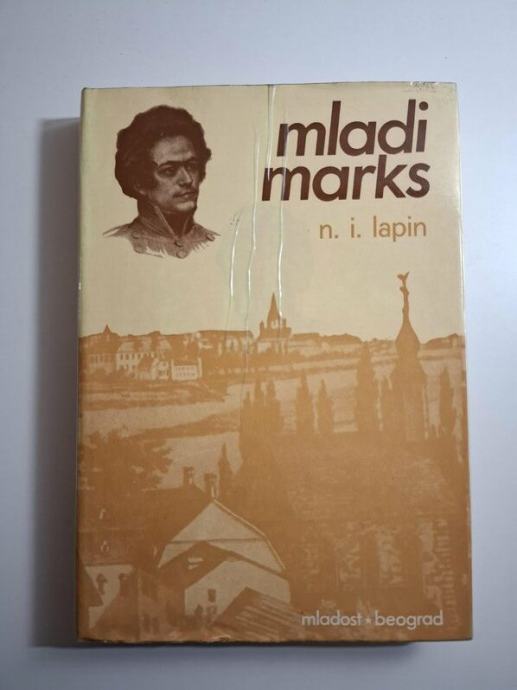 mladi
marks
n. i. lapin
mladost ★ beograd